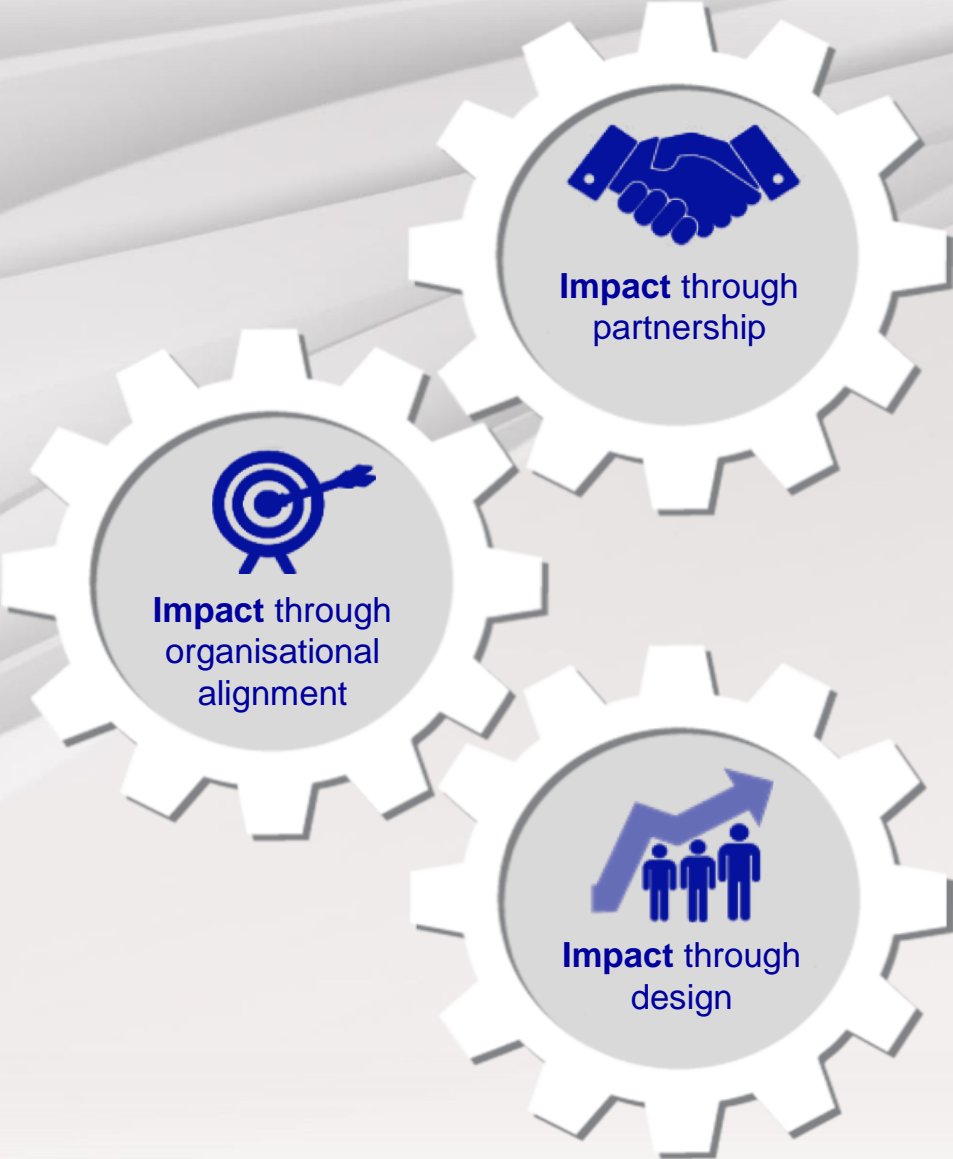 Impact through
partnership
Impact through
organisational
alignment
Impact through
design